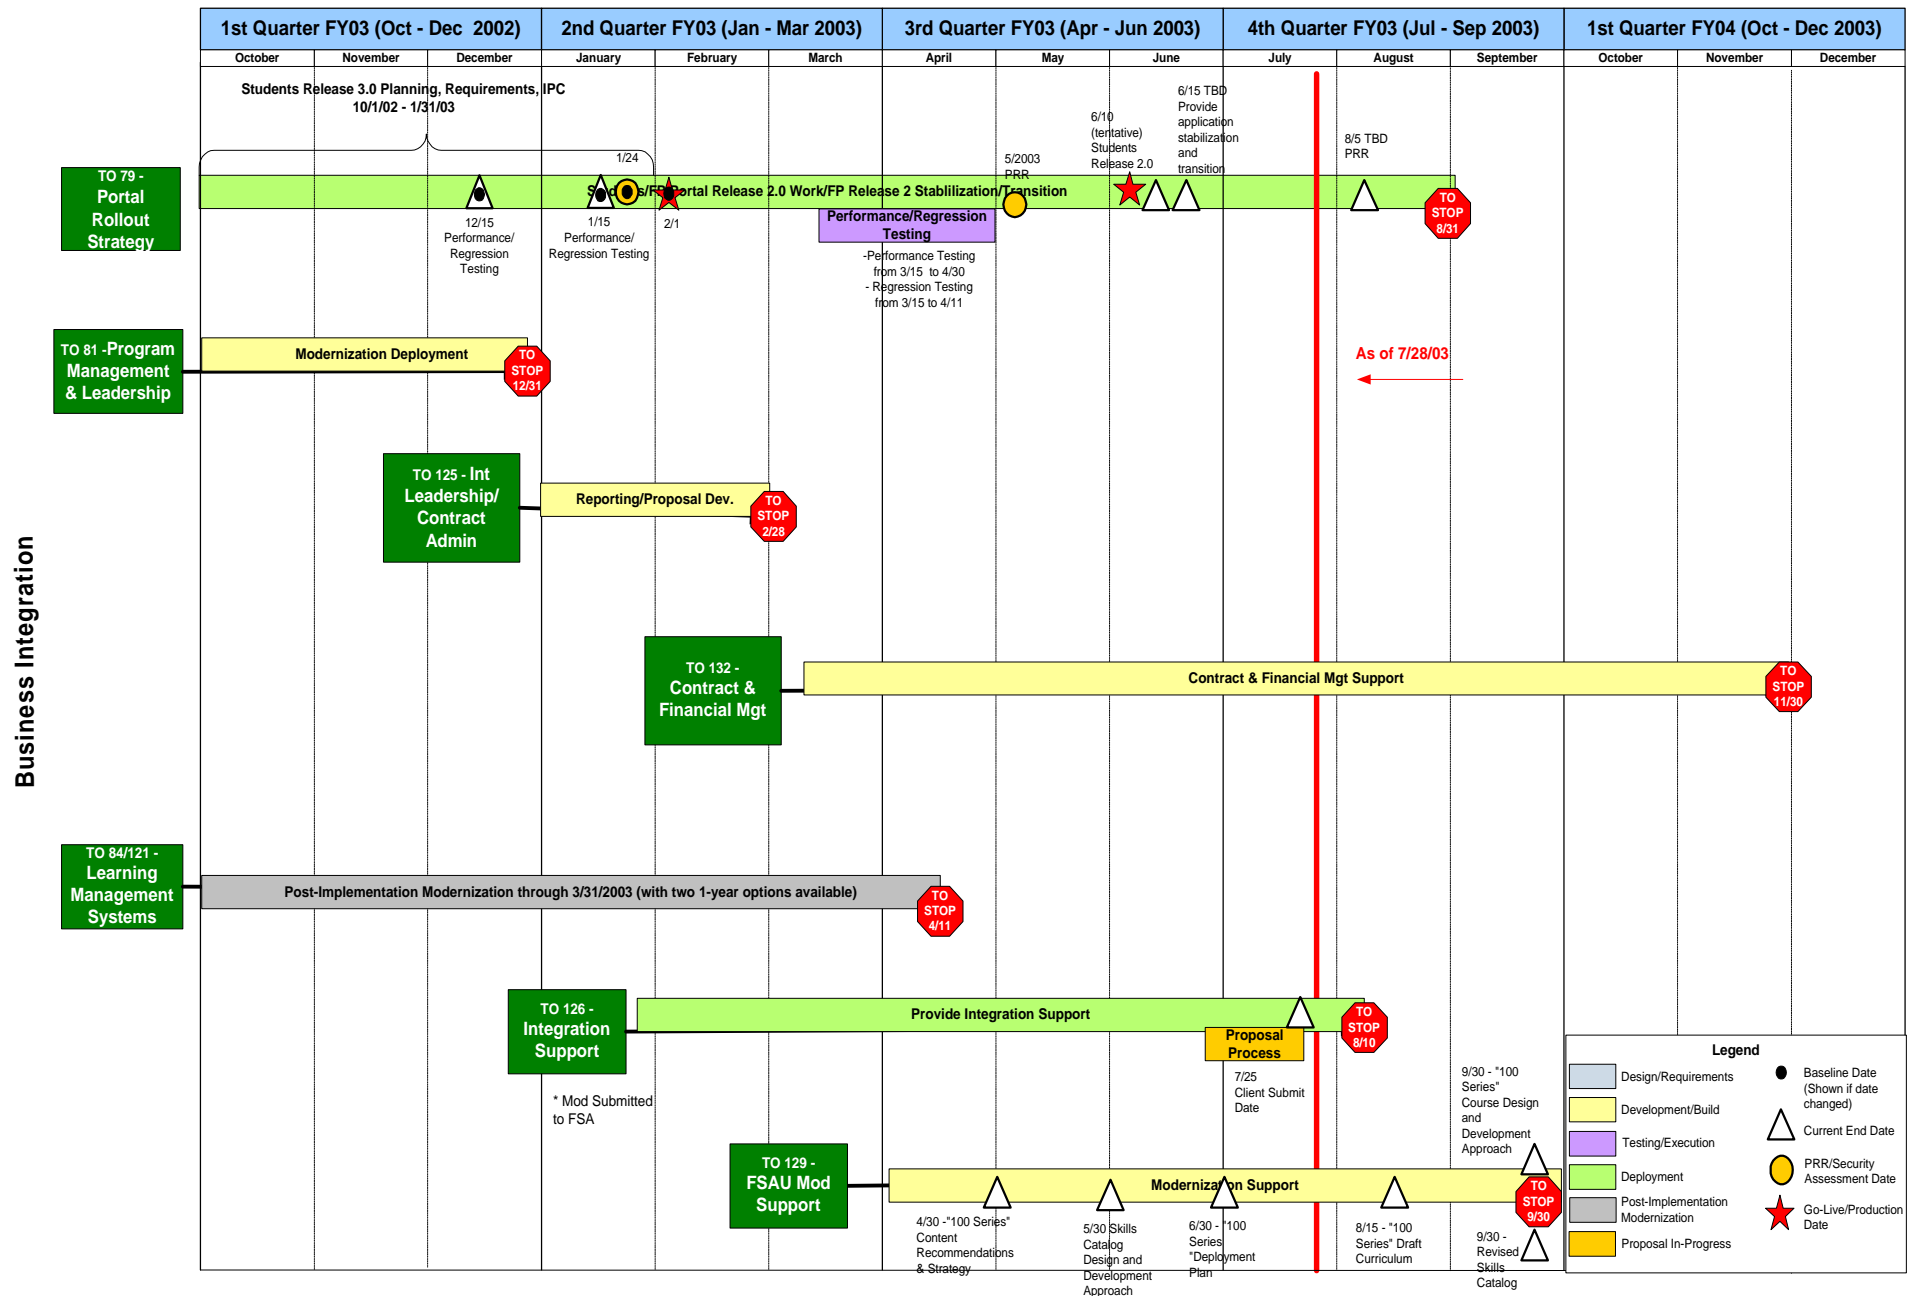 1st Quarter FY03 (Oct - Dec 2002)
2nd Quarter FY03 (Jan - Mar 2003)
3rd Quarter FY03 (Apr - Jun 2003)
4th Quarter FY03 (Jul - Sep 2003)
1st Quarter FY04 (Oct - Dec 2003)
October
November
December
January
February
March
April
May
June
July
August
September
October
November
December
Business Integration
Students Release 3.0 Planning, Requirements, IPC
10/1/02 - 1/31/03
TO 79 -
Portal
Rollout
Strategy
1/24
5/2003
PRR
6/10
(tentative)
Students
Release 2.0
6/15 TBD
Provide
application
stabilization
and
transition
8/5 TBD
PRR
Students/FP Portal Release 2.0 Work/FP Release 2 Stablilization/Transition
TO
STOP
8/31
12/15
Performance/
Regression
Testing
1/15
Performance/
Regression Testing
2/1
Performance/Regression
Testing
-Performance Testing
from 3/15 to 4/30
- Regression Testing
from 3/15 to 4/11
TO 81 -Program
Management
& Leadership
Modernization Deployment
TO
STOP
12/31
As of 7/28/03
TO 125 - Int
Leadership/
Contract
Admin
Reporting/Proposal Dev.
TO
STOP
2/28
TO 132 -
Contract &
Financial Mgt
Contract & Financial Mgt Support
TO
STOP
11/30
TO 84/121 -
Learning
Management
Systems
Post-Implementation Modernization through 3/31/2003 (with two 1-year options available)
TO
STOP
4/11
TO 126 -
Integration
Support
Provide Integration Support
TO
STOP
8/10
Proposal
Process
7/25
Client Submit
Date
* Mod Submitted
to FSA
TO 129 -
FSAU Mod
Support
Modernization Support
TO
STOP
9/30
9/30 - "100
Series"
Course Design
and
Development
Approach
4/30 -"100 Series"
Content
Recommendations
& Strategy
5/30 Skills
Catalog
Design and
Development
Approach
6/30 - "100
Series
"Deployment
Plan
8/15 - "100
Series" Draft
Curriculum
9/30 -
Revised
Skills
Catalog
Legend
Design/Requirements
Development/Build
Testing/Execution
Deployment
Post-Implementation
Modernization
Proposal In-Progress
Baseline Date
(Shown if date
changed)
Current End Date
PRR/Security
Assessment Date
Go-Live/Production
Date